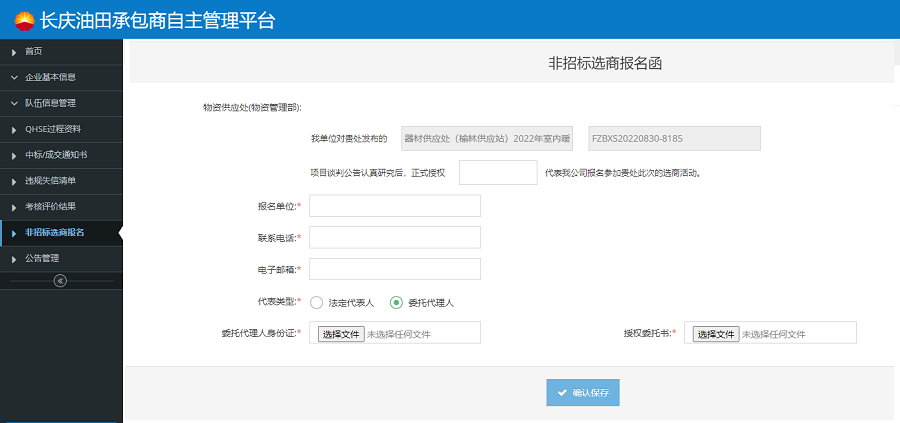 长庆油田承包商自主管理平台
首页
企业基本信息
队伍信息管理
QHSE过程资料
中标/成交通知书
违规失信清单
考核评价结果
非招标选商报名
公告管理
非招标选商报名函
物资供应处(物资管理部):
我单位对贵处发布的 器材供应处（榆林供应站）2022年室内暖 FZBXS20220830-8185
项目谈判公告认真研究后，正式授权 代表我公司报名参加贵处此次的选商活动。
报名单位:*
联系电话:*
电子邮箱:*
代表类型:* 法定代表人 委托代理人
委托代理人身份证:* 选择文件 未选择任何文件 授权委托书:* 选择文件 未选择任何文件
确认保存